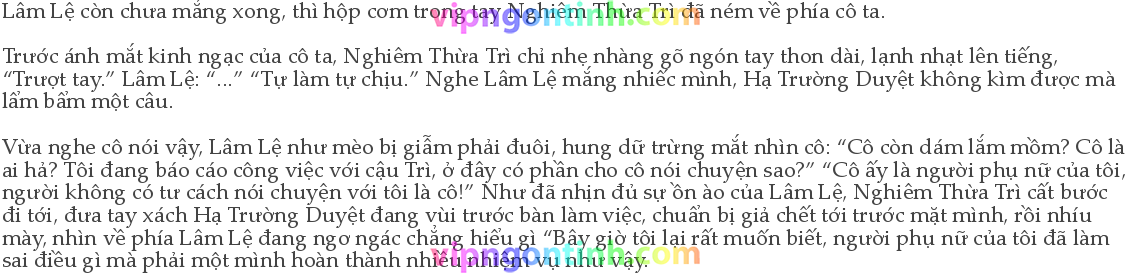 Lâm Lệ còn chưa mắng xong, thì hộp cơm trong tay Nghiêm Thừa Trì đã ném về phía cô ta.
vipngontinh.com
Trước ánh mắt kinh ngạc của cô ta, Nghiêm Thừa Trì chỉ nhẹ nhàng gõ ngón tay thon dài, lạnh nhạt lên tiếng,
“Trượt tay.” Lâm Lệ: “...” “Tự làm tự chịu.” Nghe Lâm Lệ mắng nhiếc mình, Hạ Trường Duyệt không kìm được mà
lẩm bẩm một câu.
Vừa nghe cô nói vậy, Lâm Lệ như mèo bị giẫm phải đuôi, hung dữ trừng mắt nhìn cô: “Cô còn dám lắm mồm? Cô là
ai hả? Tôi đang báo cáo công việc với cậu Trì, ở đây có phần cho cô nói chuyện sao?” “Cô ấy là người phụ nữ của tôi,
người không có tư cách nói chuyện với tôi là cô!” Như đã nhịn đủ sự ồn ào của Lâm Lệ, Nghiêm Thừa Trì cất bước
đi tới, đưa tay xách Hạ Trường Duyệt đang vùi trước bàn làm việc, chuẩn bị giả chết tới trước mặt mình, rồi nhíu
mày, nhìn về phía Lâm Lệ đang ngơ ngác chẳng hiểu gì “Bây giờ tôi lại rất muốn biết, người phụ nữ của tôi đã làm
sai điều gì mà phải một mình hoàn thành nhiều nhiệm vụ như vậy.
vipngontinh.com